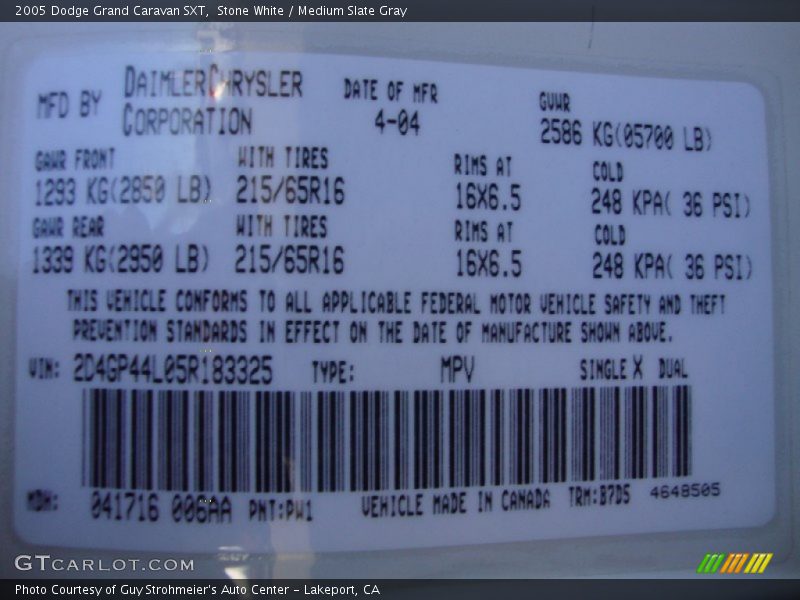 2005 Dodge Grand Caravan SXT,  Stone White / Medium Slate Gray
MFD BY DAIMLERCHRYSLER CORPORATION DATE OF MFR 4-04 GVWR 2586 KG(05700 LB)
GAWR FRONT WITH TIRES RIMS AT COLD
1293 KG(2850 LB) 215/65R16 16X6.5 248 KPA( 36 PSI)
GAWR REAR WITH TIRES RIMS AT COLD
1339 KG(2950 LB) 215/65R16 16X6.5 248 KPA( 36 PSI)
THIS VEHICLE CONFORMS TO ALL APPLICABLE FEDERAL MOTOR VEHICLE SAFETY AND THEFT
PREVENTION STANDARDS IN EFFECT ON THE DATE OF MANUFACTURE SHOWN ABOVE.
VIN: 2D4GP44L05R183325 TYPE: MPV SINGLE X DUAL
MDH: 041716 006AA PNT:PW1 VEHICLE MADE IN CANADA TRM:B7D5 4648505
GTCARLOT.COM
Photo Courtesy of Guy Strohmeier's Auto Center - Lakeport, CA